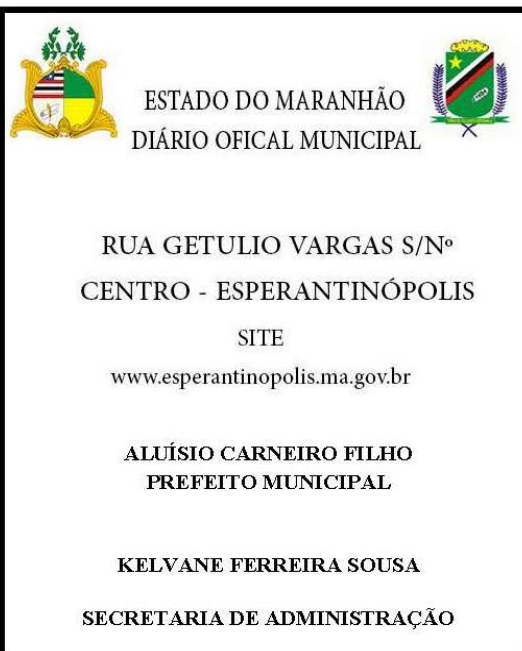 ESTADO DO MARANHÃO
DIÁRIO OFICAL MUNICIPAL
RUA GETULIO VARGAS S/Nº
CENTRO - ESPERANTINÓPOLIS
SITE
www.esperantinopolis.ma.gov.br
ALUÍSIO CARNEIRO FILHO
PREFEITO MUNICIPAL
KELVANE FERREIRA SOUSA
SECRETARIA DE ADMINISTRAÇÃO